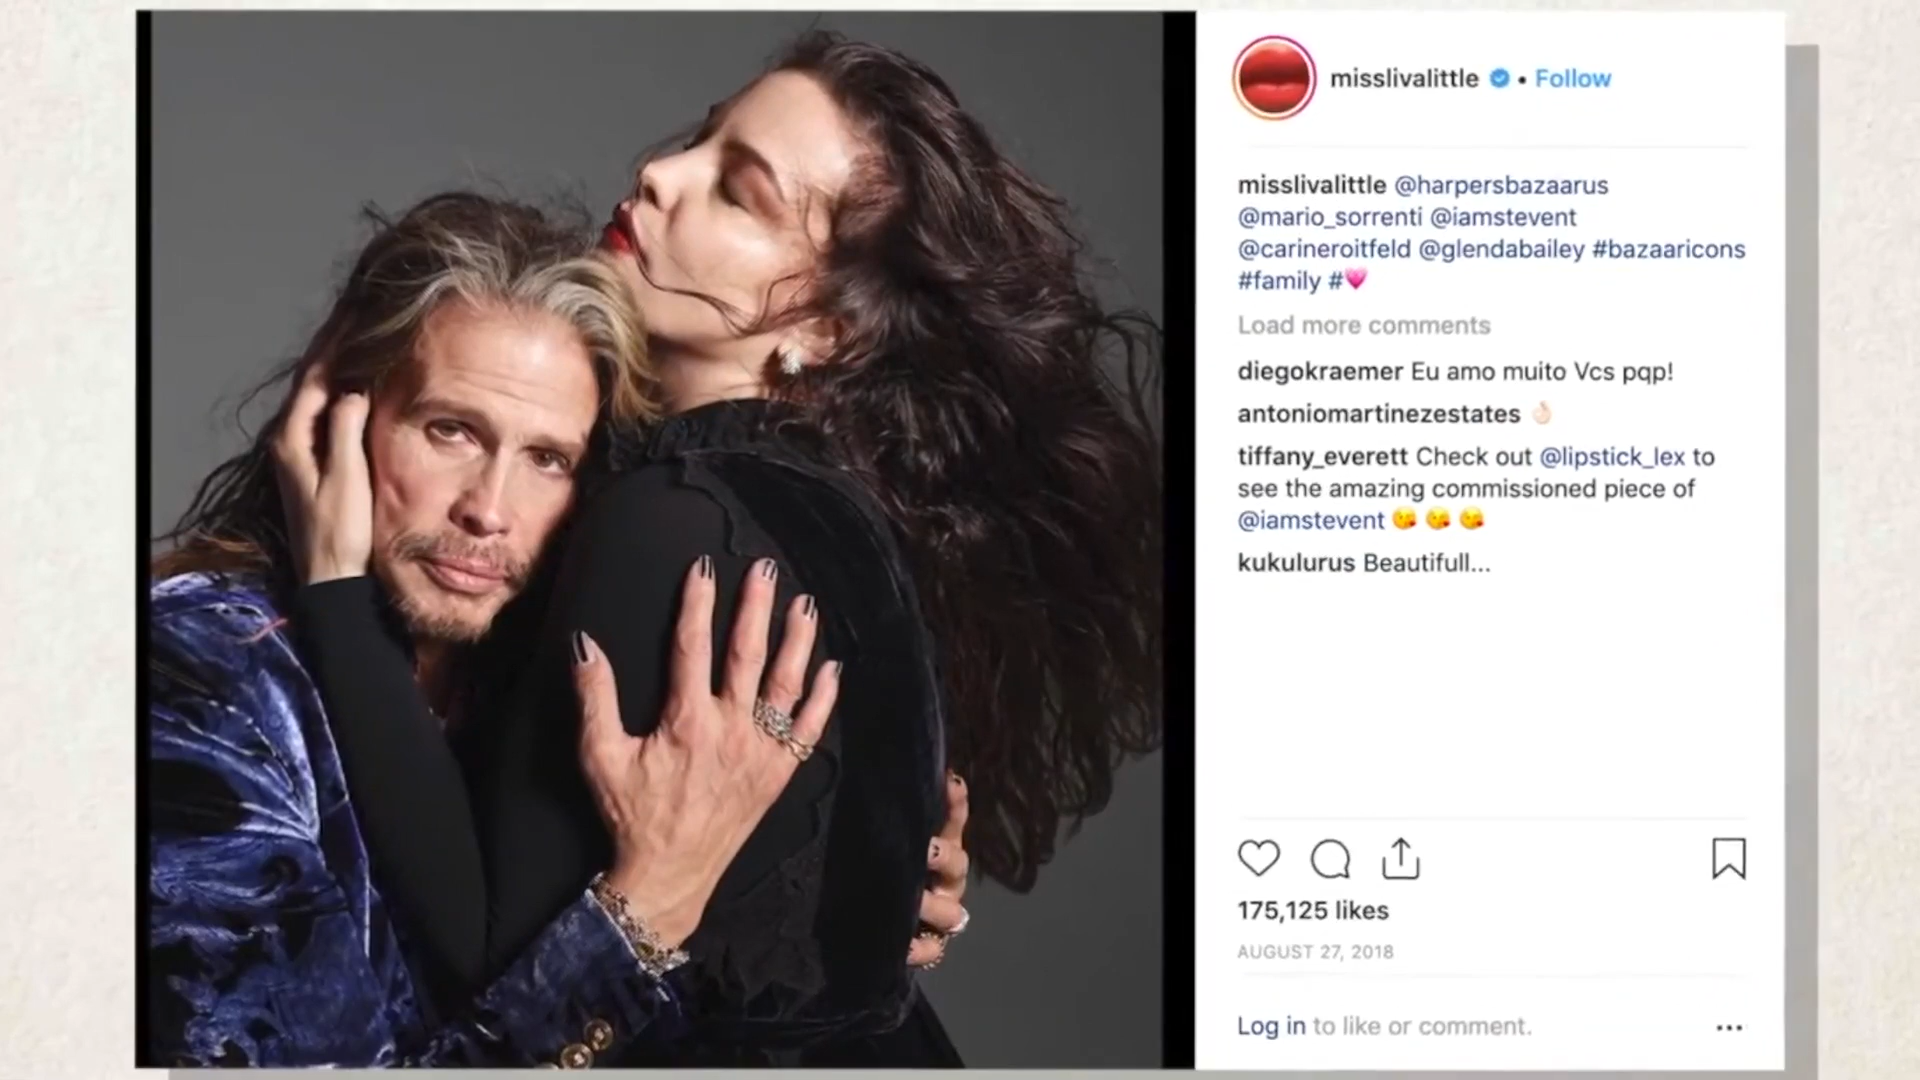 misslivalittle • Follow
misslivalittle @harpersbazaarus
@mario_sorrenti @iamstevent
@carineroitfeld @glendabailey #bazaaricons
#family #💗
Load more comments
diegokraemer Eu amo muito Vcs pqp!
antoniomartinezestates 👌🏻
tiffany_everett Check out @lipstick_lex to
see the amazing commissioned piece of
@iamstevent 😘 😘 😘
kukulurus Beautifull...
175,125 likes
AUGUST 27, 2018
Log in to like or comment.